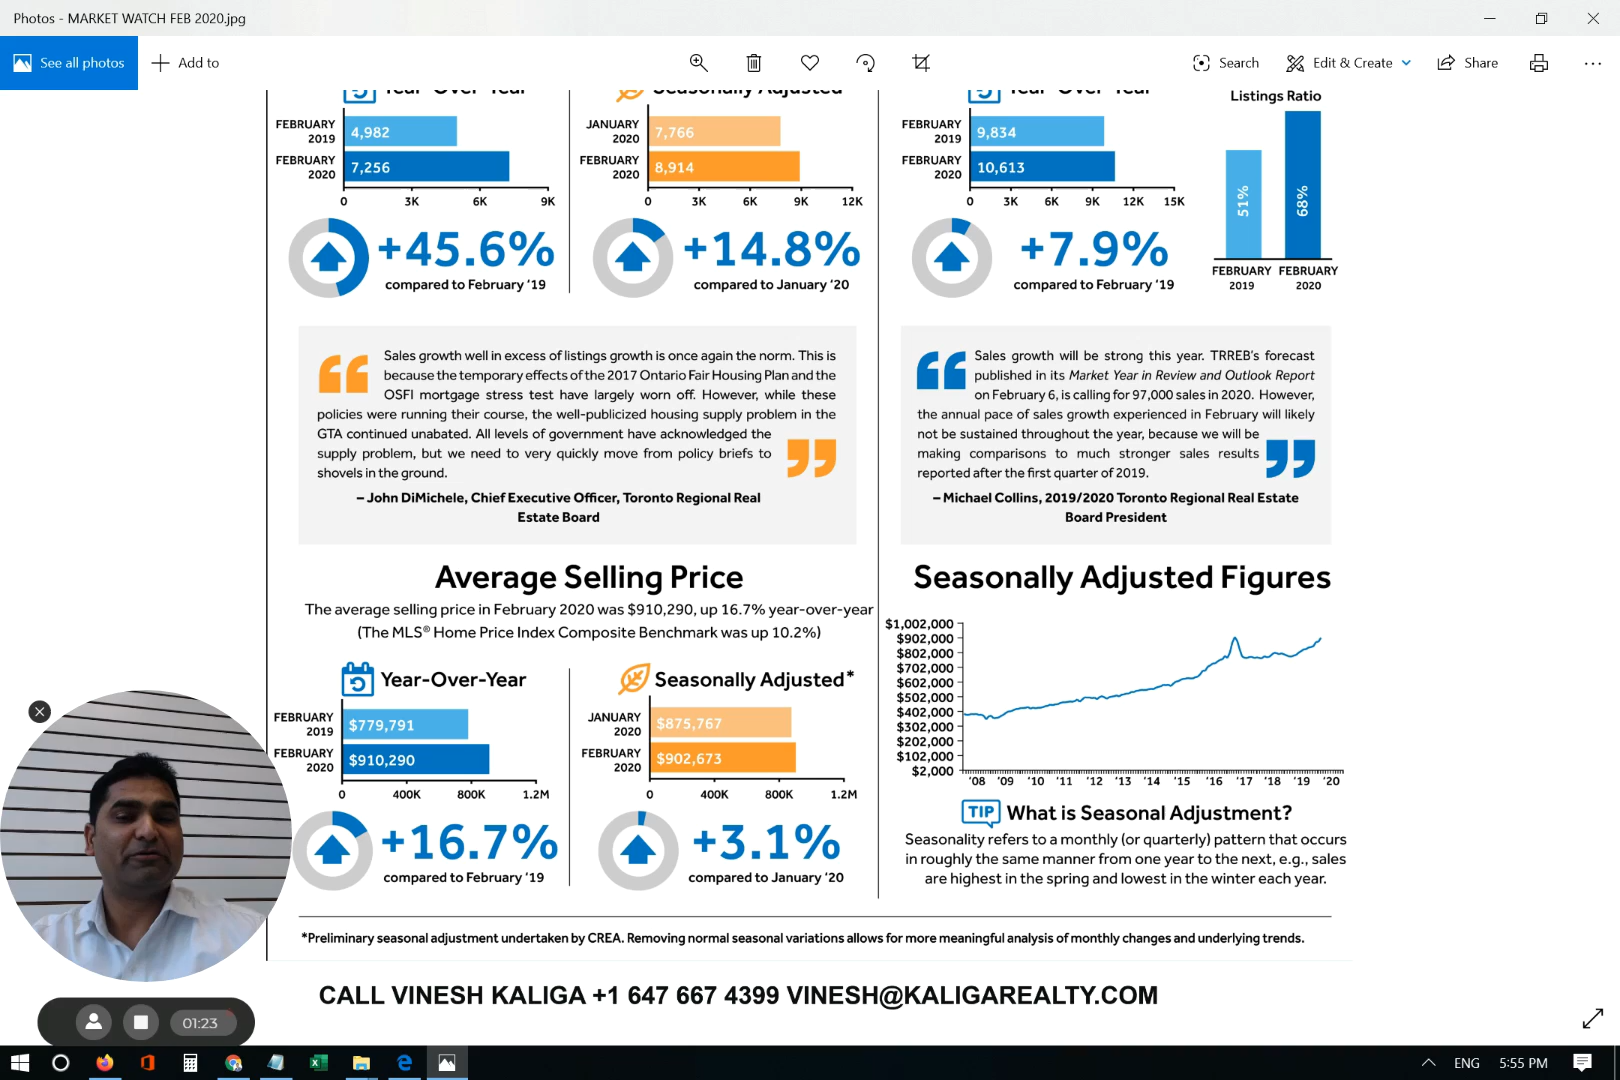 Photos - MARKET WATCH FEB 2020.jpg
See all photos
Add to
Search
Edit & Create
Share
Year-Over-Year
FEBRUARY 2019
4,982
FEBRUARY 2020
7,256
0 3K 6K 9K
+45.6%
compared to February '19
Seasonally Adjusted
JANUARY 2020
7,766
FEBRUARY 2020
8,914
0 3K 6K 9K 12K
+14.8%
compared to January '20
Year-Over-Year
FEBRUARY 2019
9,834
FEBRUARY 2020
10,613
0 3K 6K 9K 12K 15K
+7.9%
compared to February '19
Listings Ratio
51%
68%
FEBRUARY 2019
FEBRUARY 2020
Sales growth well in excess of listings growth is once again the norm. This is
because the temporary effects of the 2017 Ontario Fair Housing Plan and the
OSFI mortgage stress test have largely worn off. However, while these
policies were running their course, the well-publicized housing supply problem in the
GTA continued unabated. All levels of government have acknowledged the
supply problem, but we need to very quickly move from policy briefs to
shovels in the ground.
– John DiMichele, Chief Executive Officer, Toronto Regional Real
Estate Board
Sales growth will be strong this year. TRREB's forecast
published in its Market Year in Review and Outlook Report
on February 6, is calling for 97,000 sales in 2020. However,
the annual pace of sales growth experienced in February will likely
not be sustained throughout the year, because we will be
making comparisons to much stronger sales results
reported after the first quarter of 2019.
– Michael Collins, 2019/2020 Toronto Regional Real Estate
Board President
Average Selling Price
The average selling price in February 2020 was $910,290, up 16.7% year-over-year
(The MLS® Home Price Index Composite Benchmark was up 10.2%)
Year-Over-Year
FEBRUARY 2019
$779,791
FEBRUARY 2020
$910,290
0 400K 800K 1.2M
+16.7%
compared to February '19
Seasonally Adjusted*
JANUARY 2020
$875,767
FEBRUARY 2020
$902,673
0 400K 800K 1.2M
+3.1%
compared to January '20
Seasonally Adjusted Figures
$1,002,000
$902,000
$802,000
$702,000
$602,000
$502,000
$402,000
$302,000
$202,000
$102,000
$2,000
'08 '09 '10 '11 '12 '13 '14 '15 '16 '17 '18 '19 '20
TIP What is Seasonal Adjustment?
Seasonality refers to a monthly (or quarterly) pattern that occurs
in roughly the same manner from one year to the next, e.g., sales
are highest in the spring and lowest in the winter each year.
*Preliminary seasonal adjustment undertaken by CREA. Removing normal seasonal variations allows for more meaningful analysis of monthly changes and underlying trends.
CALL VINESH KALIGA +1 647 667 4399 VINESH@KALIGAREALTY.COM
01:23
ENG 5:55 PM